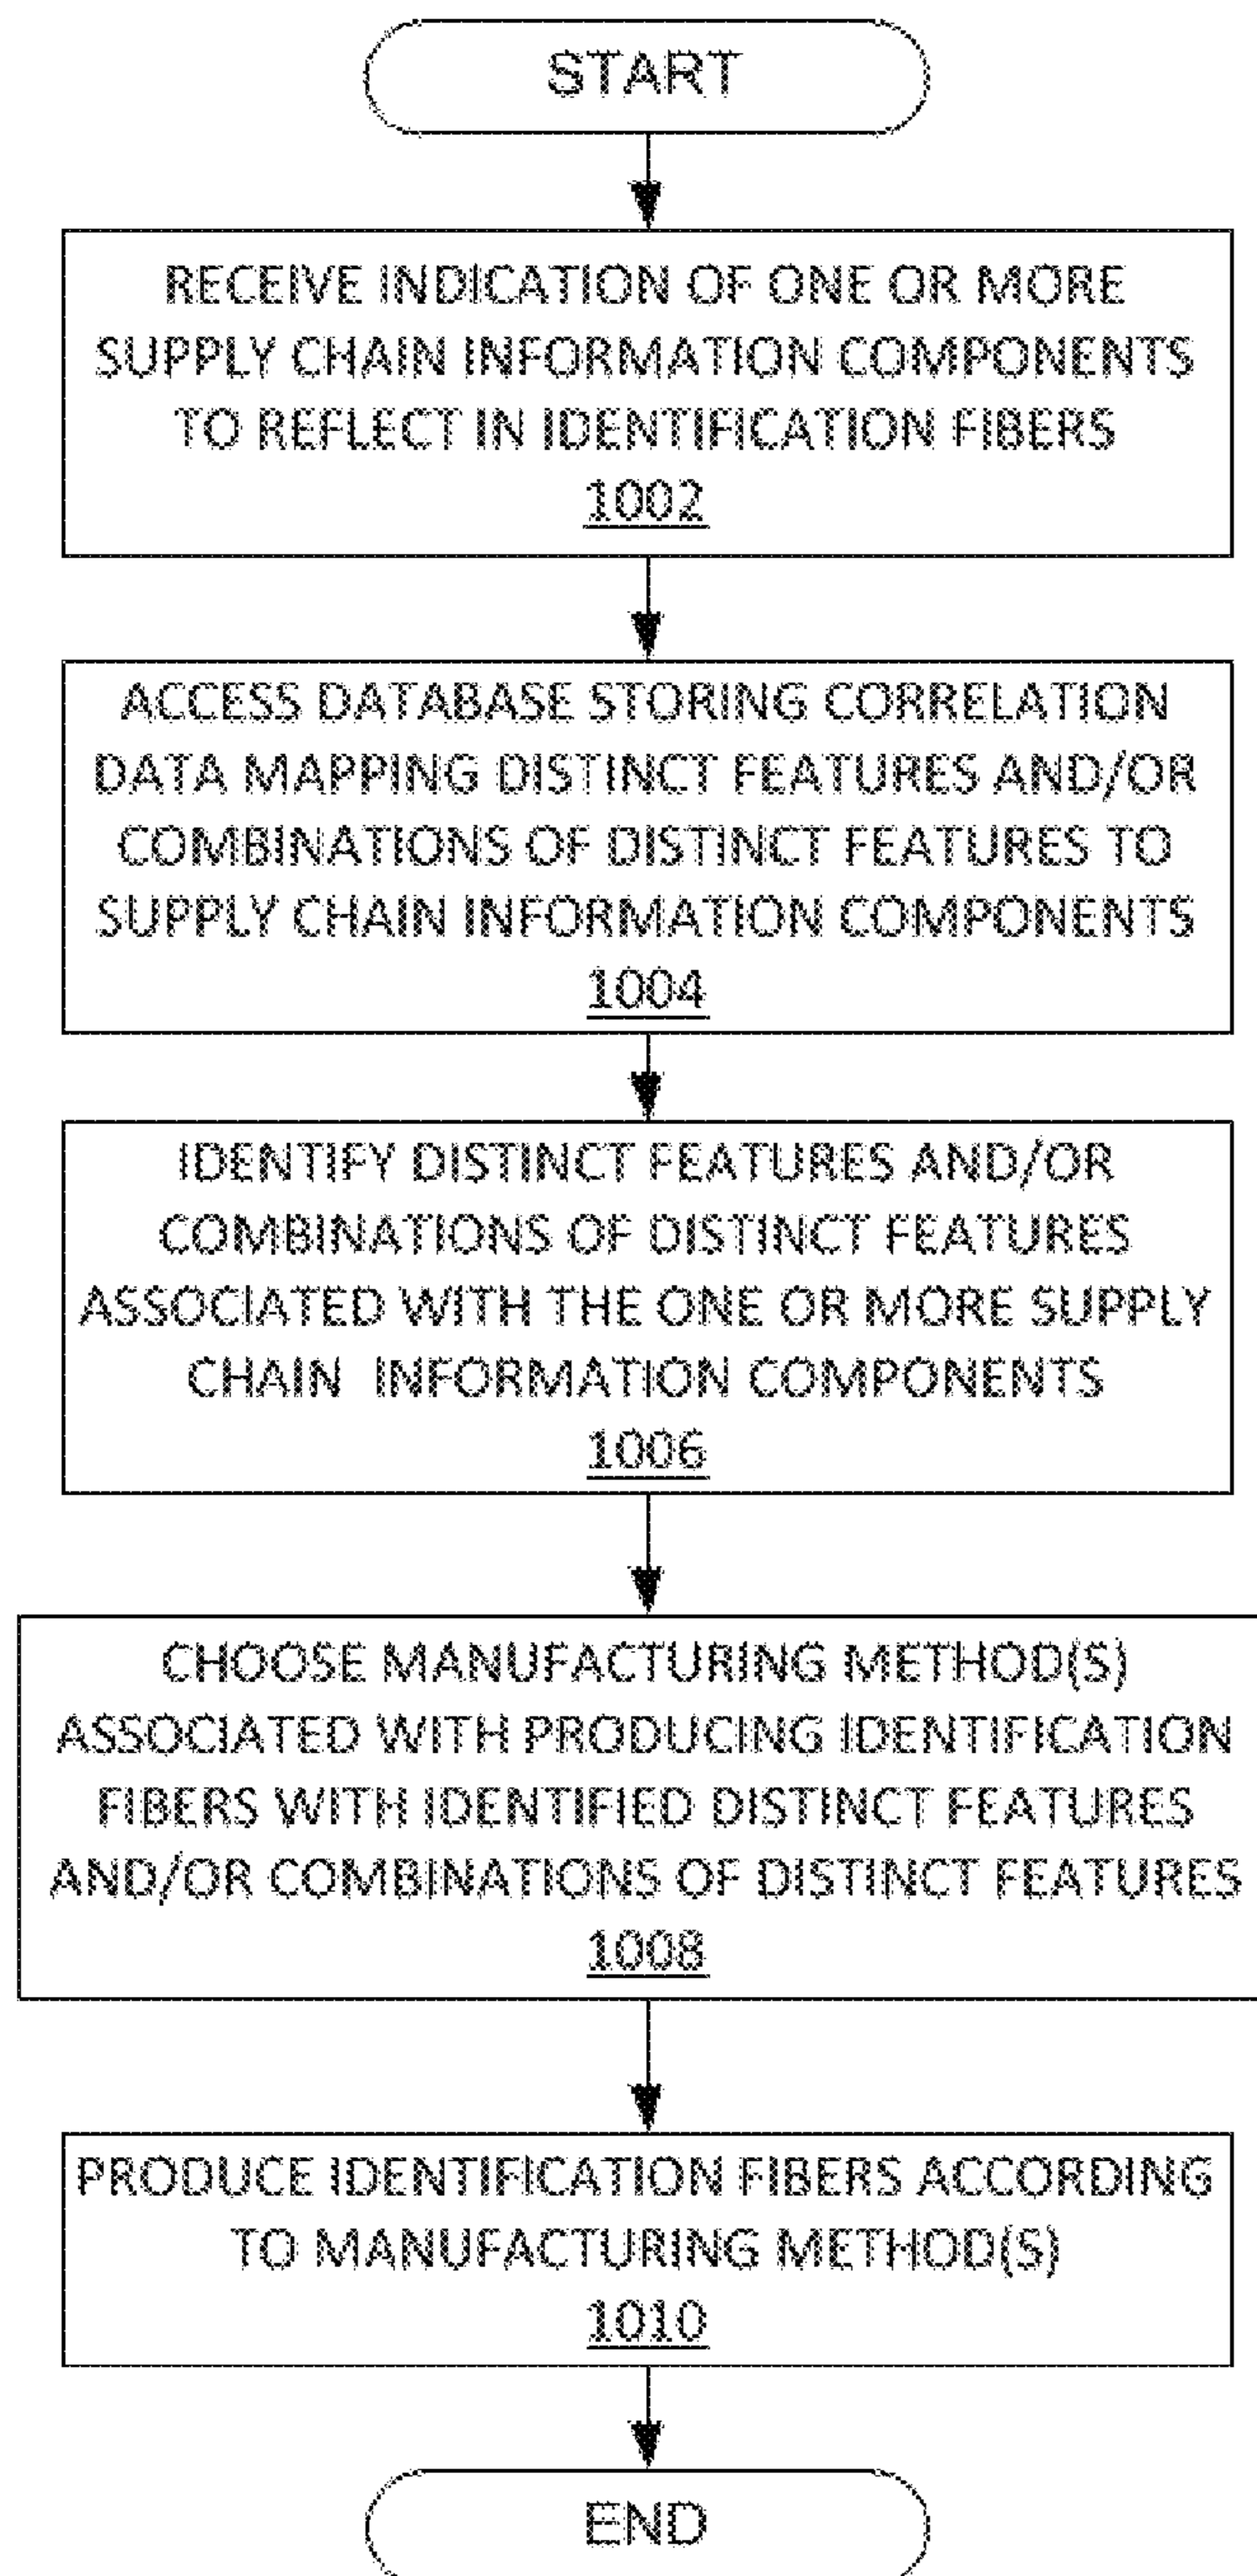 START
RECEIVE INDICATION OF ONE OR MORE
SUPPLY CHAIN INFORMATION COMPONENTS
TO REFLECT IN IDENTIFICATION FIBERS
1002
ACCESS DATABASE STORING CORRELATION
DATA MAPPING DISTINCT FEATURES AND/OR
COMBINATIONS OF DISTINCT FEATURES TO
SUPPLY CHAIN INFORMATION COMPONENTS
1004
IDENTIFY DISTINCT FEATURES AND/OR
COMBINATIONS OF DISTINCT FEATURES
ASSOCIATED WITH THE ONE OR MORE SUPPLY
CHAIN INFORMATION COMPONENTS
1006
CHOOSE MANUFACTURING METHOD(S)
ASSOCIATED WITH PRODUCING IDENTIFICATION
FIBERS WITH IDENTIFIED DISTINCT FEATURES
AND/OR COMBINATIONS OF DISTINCT FEATURES
1008
PRODUCE IDENTIFICATION FIBERS ACCORDING
TO MANUFACTURING METHOD(S)
1010
END